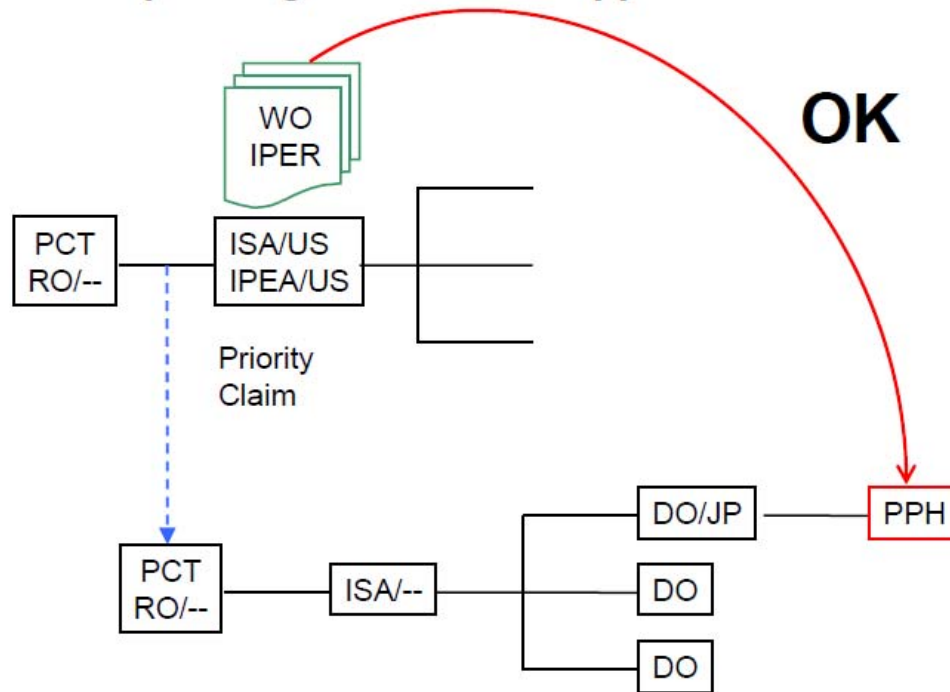 OK
WO
IPER
PCT
RO/--
ISA/US
IPEA/US
Priority
Claim
DO/JP
PPH
PCT
RO/--
ISA/--
DO
DO